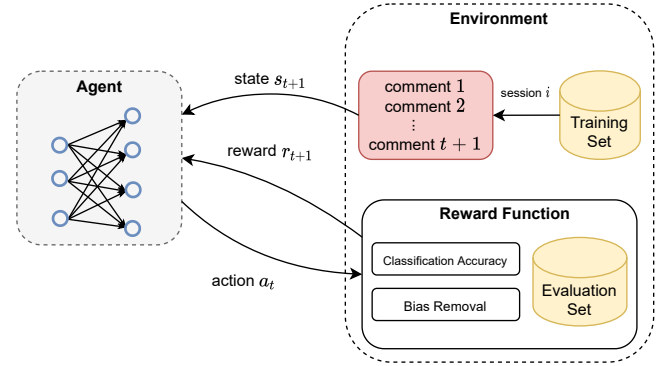 Environment
Agent
state s_{t+1}
comment 1
comment 2
⋮
comment t + 1
session i
Training
Set
reward r_{t+1}
action a_t
Reward Function
Classification Accuracy
Bias Removal
Evaluation
Set